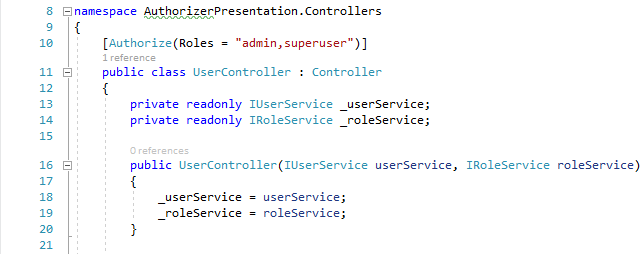 8 namespace AuthorizerPresentation.Controllers
9 {
10 [Authorize(Roles = "admin,superuser")]
1 reference
11 public class UserController : Controller
12 {
13 private readonly IUserService _userService;
14 private readonly IRoleService _roleService;
15
0 references
16 public UserController(IUserService userService, IRoleService roleService)
17 {
18 _userService = userService;
19 _roleService = roleService;
20 }
21